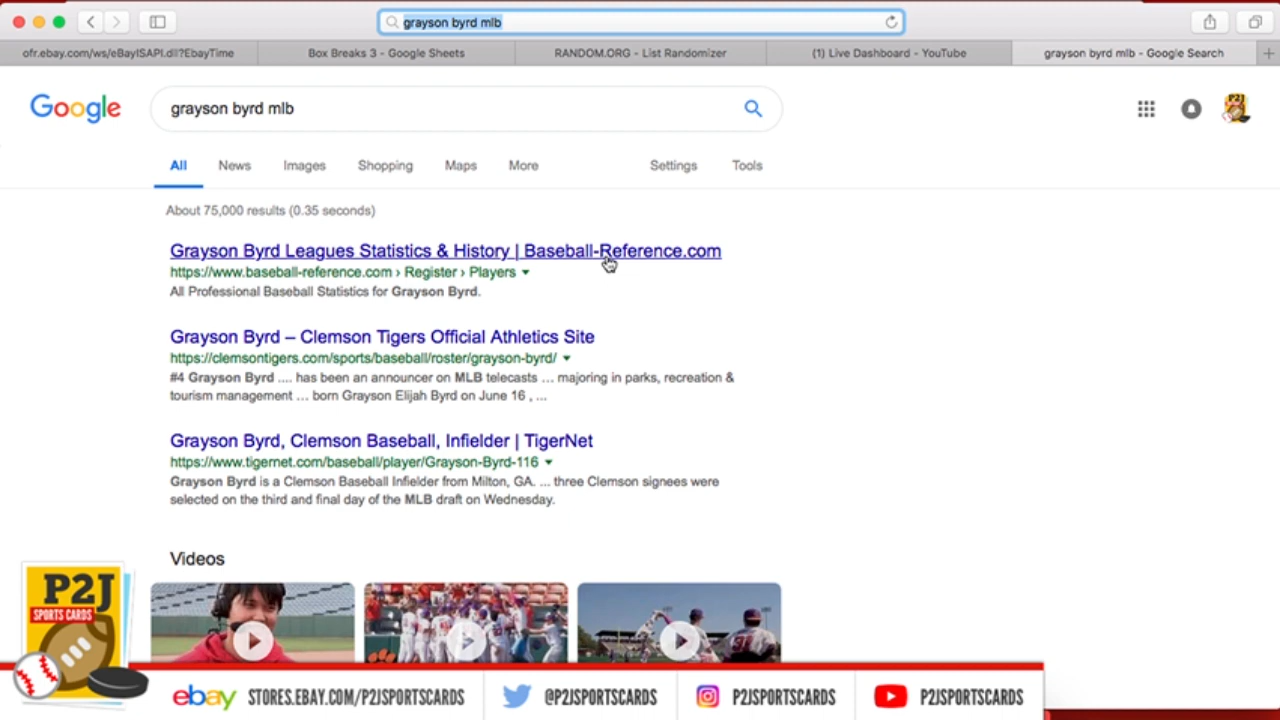 grayson byrd mlb
ofr.ebay.com/ws/eBayISAPI.dll?EbayTime
Box Breaks 3 - Google Sheets
RANDOM.ORG - List Randomizer
(1) Live Dashboard - YouTube
grayson byrd mlb - Google Search
Google
grayson byrd mlb
P2J
All News Images Shopping Maps More Settings Tools
About 75,000 results (0.35 seconds)
Grayson Byrd Leagues Statistics & History | Baseball-Reference.com
https://www.baseball-reference.com › Register › Players
All Professional Baseball Statistics for Grayson Byrd.
Grayson Byrd – Clemson Tigers Official Athletics Site
https://clemsontigers.com/sports/baseball/roster/grayson-byrd/
#4 Grayson Byrd .... has been an announcer on MLB telecasts ... majoring in parks, recreation &
tourism management ... born Grayson Elijah Byrd on June 16 , ...
Grayson Byrd, Clemson Baseball, Infielder | TigerNet
https://www.tigernet.com/baseball/player/Grayson-Byrd-116
Grayson Byrd is a Clemson Baseball Infielder from Milton, GA. ... three Clemson signees were
selected on the third and final day of the MLB draft on Wednesday.
Videos
P2J
SPORTS CARDS
ebay STORES.EBAY.COM/P2JSPORTSCARDS
@P2JSPORTSCARDS
P2JSPORTSCARDS
P2JSPORTSCARDS